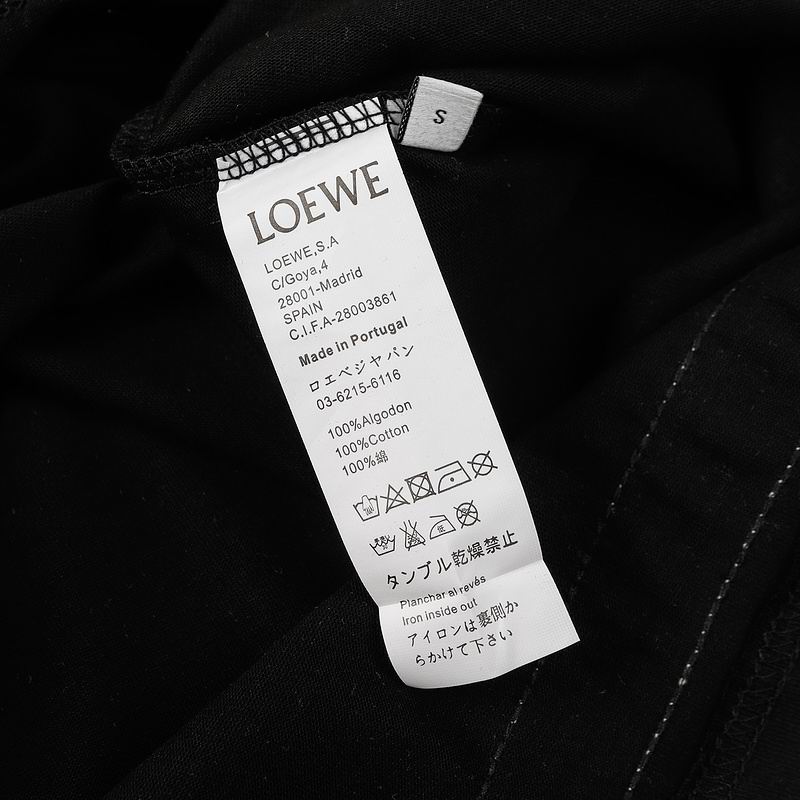 S
LOEWE
LOEWE,S.A
C/Goya,4
28001-Madrid
SPAIN
C.I.F.A-28003861
Made in Portugal
ロエベジャパン
03-6215-6116
100%Algodon
100%Cotton
100%綿
タンブル乾燥禁止
Planchar al revés
Iron inside out
アイロンは裏側か
らかけて下さい